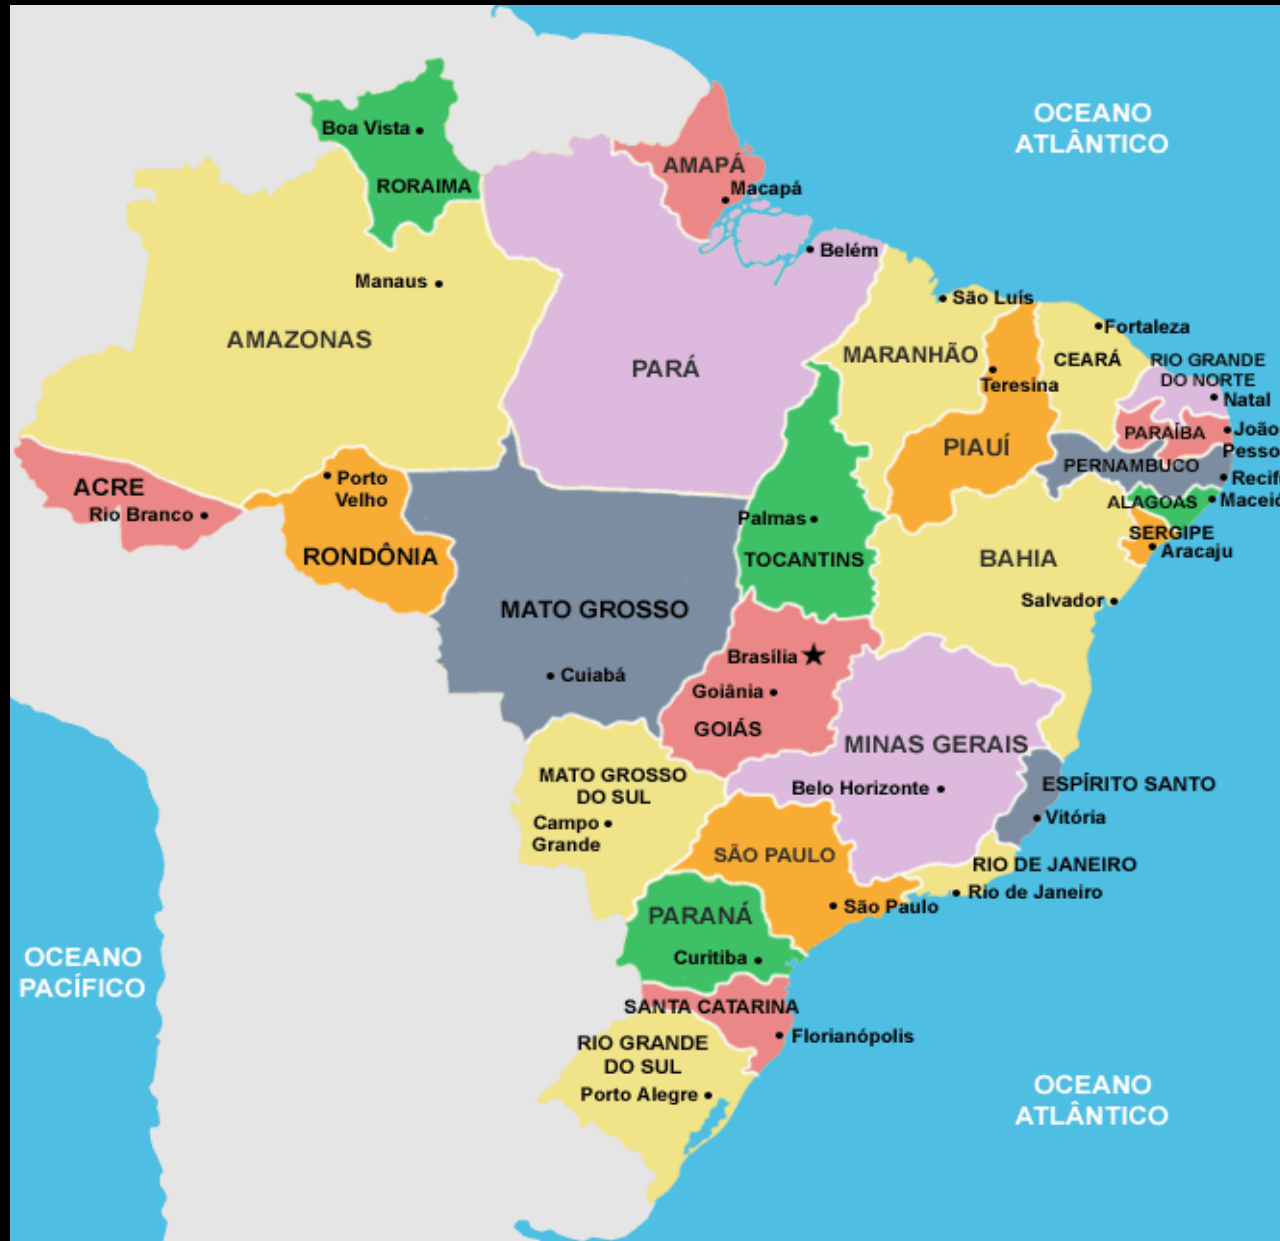 OCEANO
ATLÂNTICO
Boa Vista
RORAIMA
AMAPÁ
Macapá
Belém
Manaus
AMAZONAS
PARÁ
São Luís
MARANHÃO
Teresina
Fortaleza
CEARÁ
RIO GRANDE
DO NORTE
Natal
PARAÍBA
João
Pesso
PIAUÍ
PERNAMBUCO
Recif
ALAGOAS
Maceió
SERGIPE
Aracaju
ACRE
Rio Branco
Porto
Velho
RONDÔNIA
Palmas
TOCANTINS
BAHIA
Salvador
MATO GROSSO
Cuiabá
Brasília
Goiânia
GOIÁS
MINAS GERAIS
Belo Horizonte
ESPÍRITO SANTO
Vitória
MATO GROSSO
DO SUL
Campo
Grande
SÃO PAULO
São Paulo
RIO DE JANEIRO
Rio de Janeiro
PARANÁ
Curitiba
OCEANO
PACÍFICO
SANTA CATARINA
Florianópolis
RIO GRANDE
DO SUL
Porto Alegre
OCEANO
ATLÂNTICO